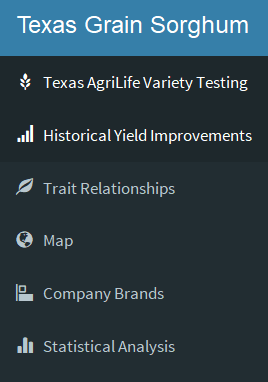 Texas Grain Sorghum
Texas AgriLife Variety Testing
Historical Yield Improvements
Trait Relationships
Map
Company Brands
Statistical Analysis